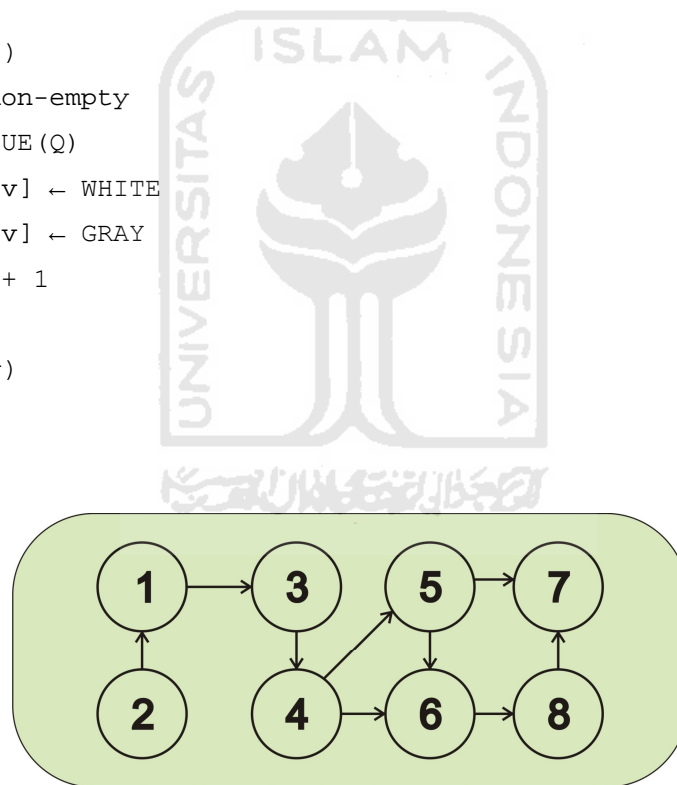 )
on-empty
UE(Q)
v] ← WHITE
v] ← GRAY
+ 1
)
ISLAM
UNIVERSITAS
INDONESIA
1 3 5 7
2 4 6 8